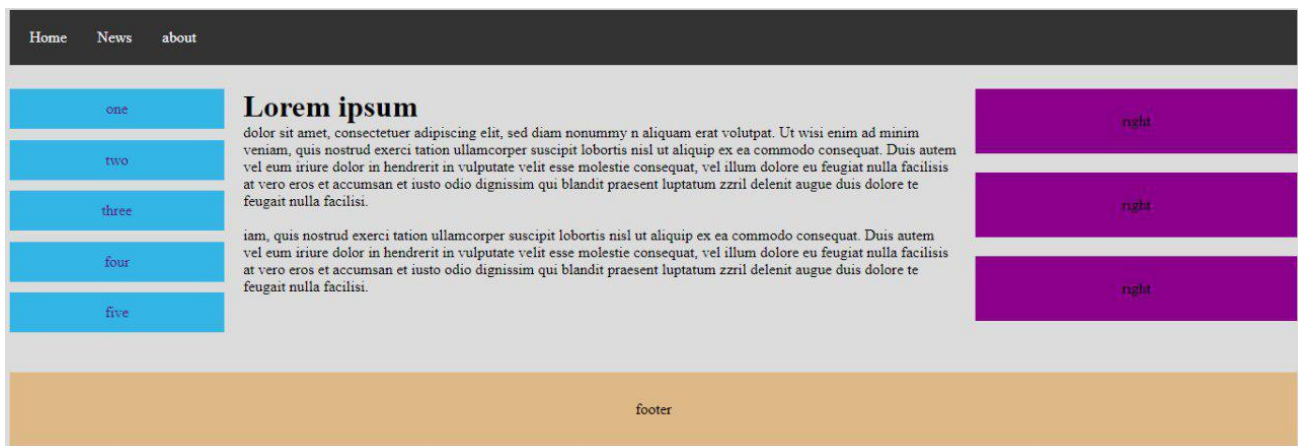 Home News about
one
two
three
four
five
Lorem ipsum
dolor sit amet, consectetuer adipiscing elit, sed diam nonummy n aliquam erat volutpat. Ut wisi enim ad minim
veniam, quis nostrud exerci tation ullamcorper suscipit lobortis nisl ut aliquip ex ea commodo consequat. Duis autem
vel eum iriure dolor in hendrerit in vulputate velit esse molestie consequat, vel illum dolore eu feugiat nulla facilisis
at vero eros et accumsan et iusto odio dignissim qui blandit praesent luptatum zzril delenit augue duis dolore te
feugait nulla facilisi.
iam, quis nostrud exerci tation ullamcorper suscipit lobortis nisl ut aliquip ex ea commodo consequat. Duis autem
vel eum iriure dolor in hendrerit in vulputate velit esse molestie consequat, vel illum dolore eu feugiat nulla facilisis
at vero eros et accumsan et iusto odio dignissim qui blandit praesent luptatum zzril delenit augue duis dolore te
feugait nulla facilisi.
right
right
right
footer